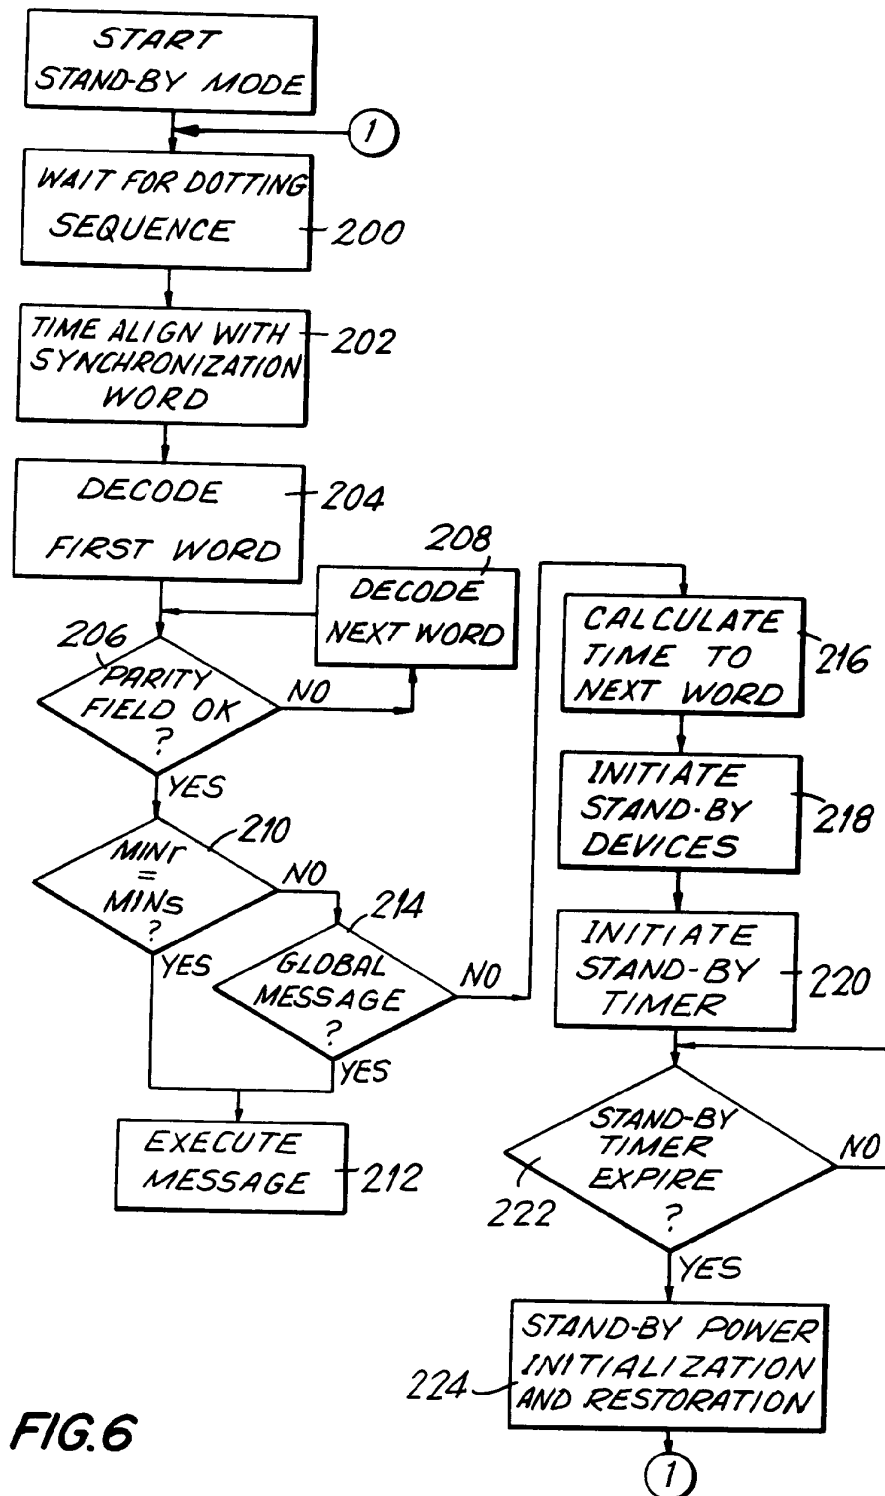 START
STAND-BY MODE
1
WAIT FOR DOTTING
SEQUENCE
200
TIME ALIGN WITH
SYNCHRONIZATION
WORD
202
DECODE
FIRST WORD
204
206
PARITY
FIELD OK
?
NO
YES
208
DECODE
NEXT WORD
210
MINr
=
MINs
?
NO
YES
214
GLOBAL
MESSAGE
?
NO
YES
EXECUTE
MESSAGE
212
CALCULATE
TIME TO
NEXT WORD
216
INITIATE
STAND-BY
DEVICES
218
INITIATE
STAND-BY
TIMER
220
STAND-BY
TIMER
EXPIRE
?
222
NO
YES
STAND-BY POWER
INITIALIZATION
AND RESTORATION
224
1
FIG.6